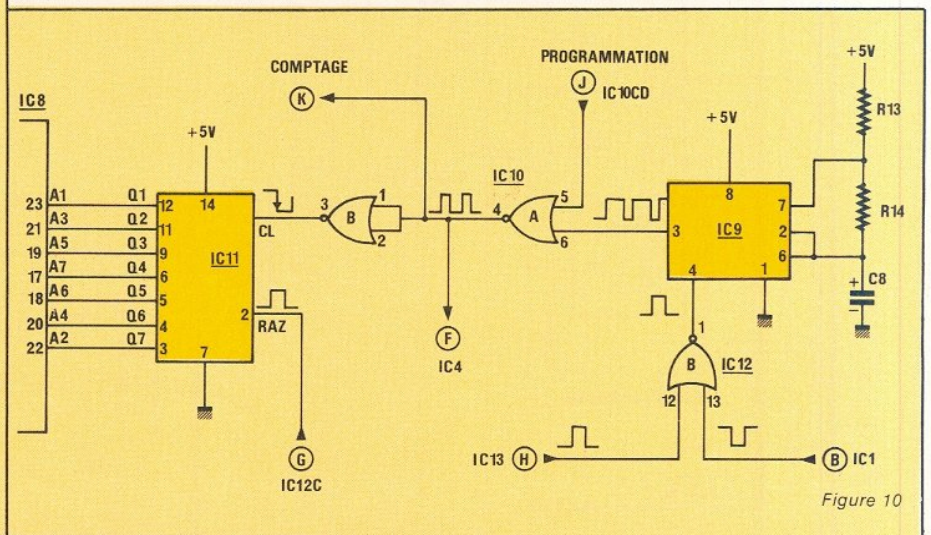 COMPTAGE
PROGRAMMATION
+5V
K
J
IC10CD
IC8
+5V
+5V
R13
IC10
23 A1 Q1 12
14
CL
3 B 1
2
4 A 5
6
3
8
IC9
7
2
6
4
1
R14
21 A3 Q2 11
19 A5 Q3 9
IC11
17 A7 Q4 6
18 A6 Q5 5
20 A4 Q6 4
22 A2 Q7 3
2
RAZ
7
C8
+
-
F
IC4
1
B
IC12
12 13
G
IC12C
IC13 H
B IC1
Figure 10